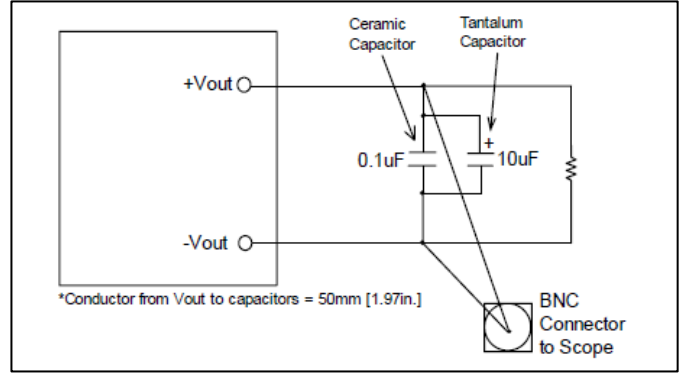 Ceramic
Capacitor
Tantalum
Capacitor
+Vout
+
0.1uF
10uF
-Vout
*Conductor from Vout to capacitors = 50mm [1.97in.]
BNC
Connector
to Scope